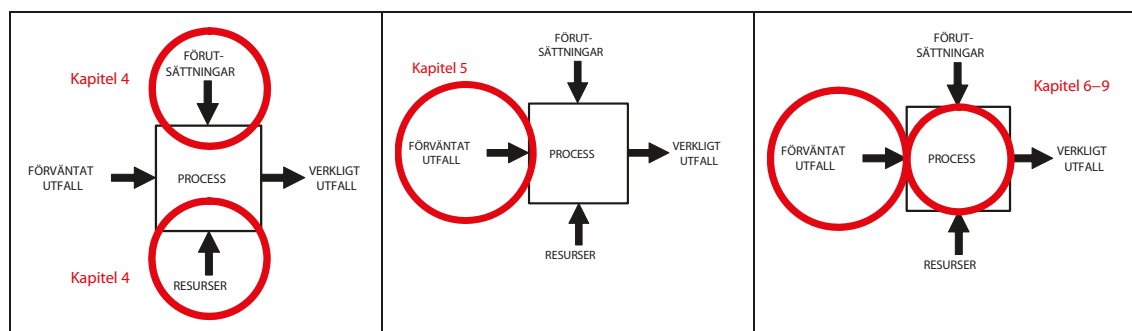 FÖRUT-
SÄTTNINGAR
Kapitel 4
FÖRVÄNTAT
UTFALL
PROCESS
VERKLIGT
UTFALL
Kapitel 4
RESURSER
FÖRUT-
SÄTTNINGAR
Kapitel 5
FÖRVÄNTAT
UTFALL
PROCESS
VERKLIGT
UTFALL
RESURSER
FÖRUT-
SÄTTNINGAR
Kapitel 6–9
FÖRVÄNTAT
UTFALL
PROCESS
VERKLIGT
UTFALL
RESURSER